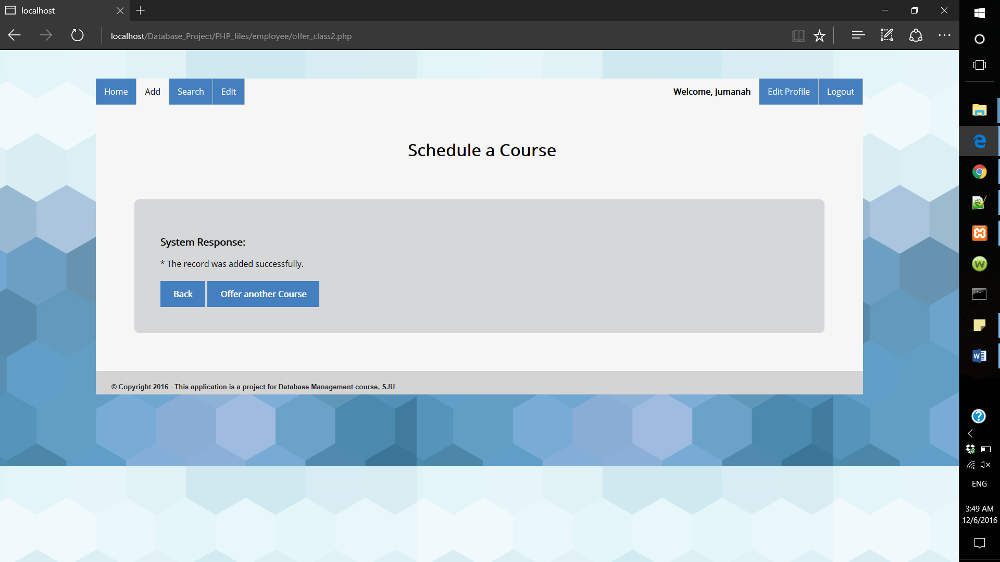 localhost
localhost/Database_Project/PHP_files/employee/offer_class2.php
Home Add Search Edit Welcome, Jumanah Edit Profile Logout
Schedule a Course
System Response:
* The record was added successfully.
Back Offer another Course
© Copyright 2016 - This application is a project for Database Management course, SJU
ENG
3:49 AM
12/6/2016